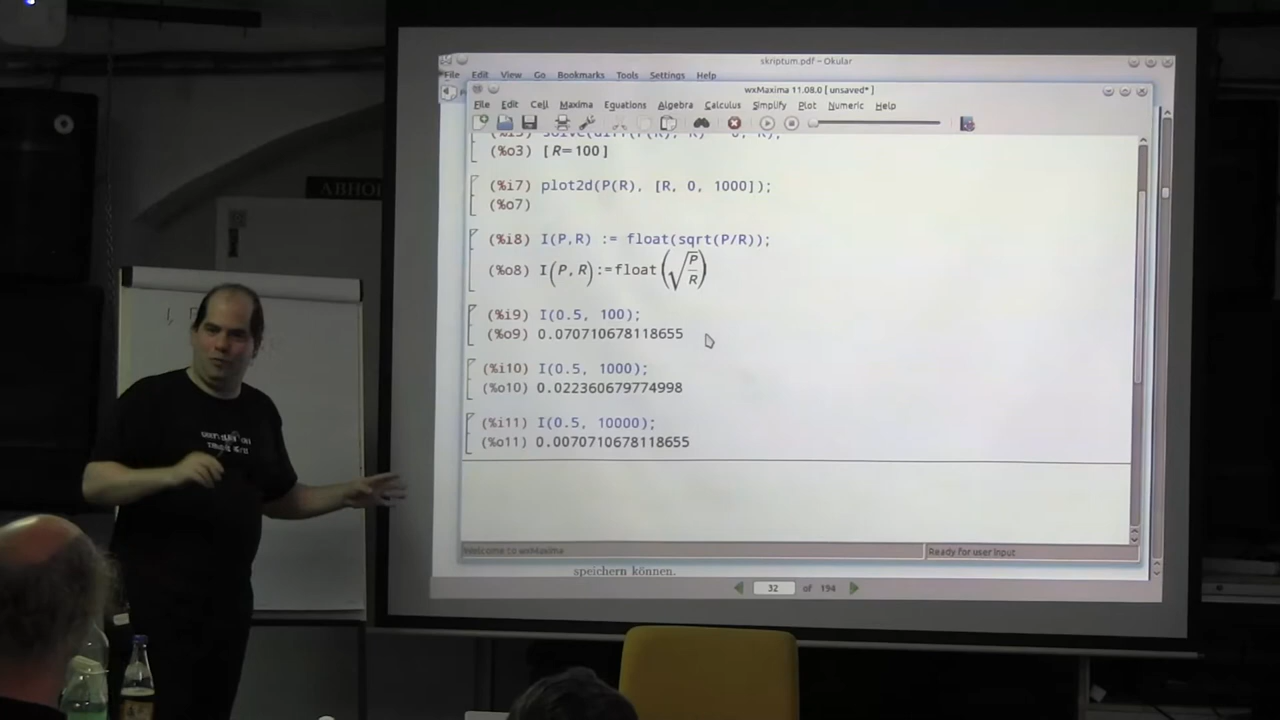 skriptum.pdf – Okular
File Edit View Go Bookmarks Tools Settings Help
wxMaxima 11.08.0 [ unsaved* ]
File Edit Cell Maxima Equations Algebra Calculus Simplify Plot Numeric Help
(%o3) [R=100]
(%i7) plot2d(P(R), [R, 0, 1000]);
(%o7)
(%i8) I(P,R) := float(sqrt(P/R));
(%o8) I(P,R):=float(√(P/R))
(%i9) I(0.5, 100);
(%o9) 0.070710678118655
(%i10) I(0.5, 1000);
(%o10) 0.022360679774998
(%i11) I(0.5, 10000);
(%o11) 0.0070710678118655
Welcome to wxMaxima
Ready for user input
speichern können.
32 of 194